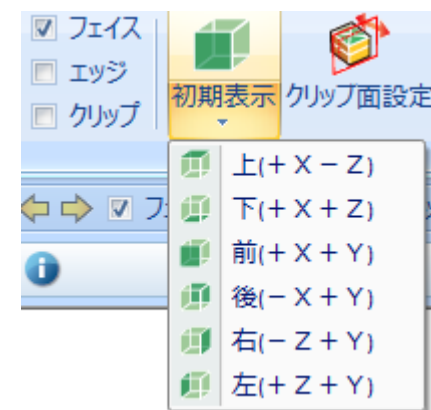 フェイス
エッジ
クリップ
初期表示
クリップ面設定
上(+X-Z)
下(+X+Z)
前(+X+Y)
後(-X+Y)
右(-Z+Y)
左(+Z+Y)